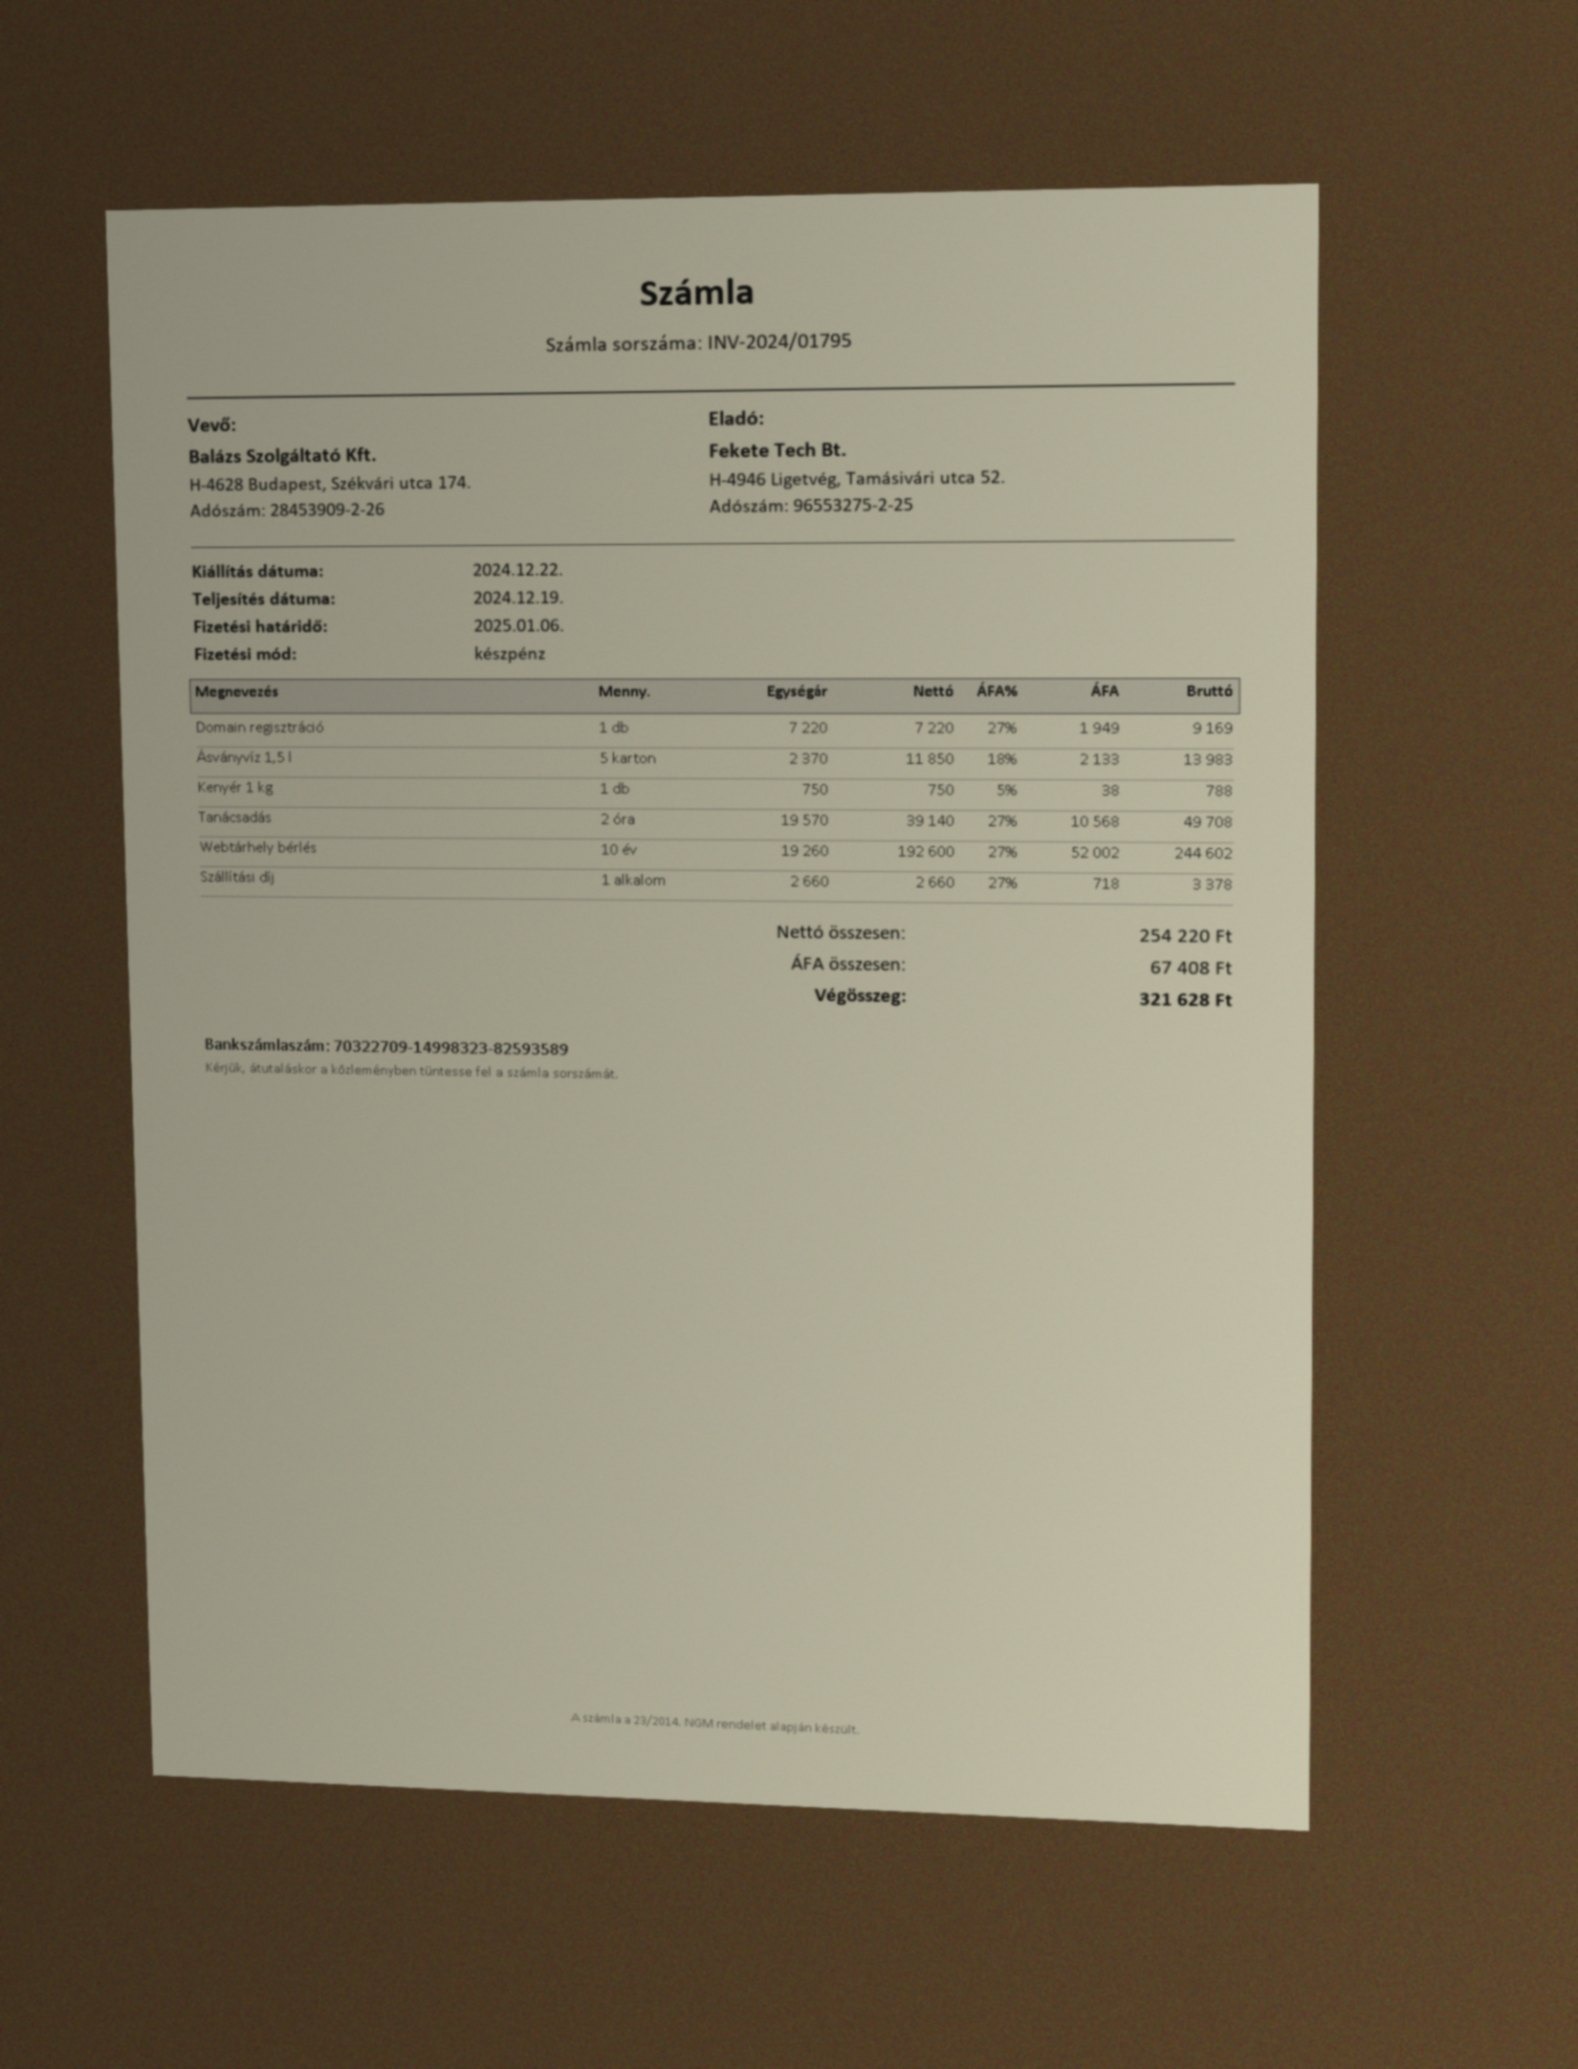 Számla
Számla sorszáma: INV-2024/01795
Vevő:
Balázs Szolgáltató Kft.
H-4628 Budapest, Székvári utca 174.
Adószám: 28453909-2-26
Eladó:
Fekete Tech Bt.
H-4946 Ligetvég, Tamásivári utca 52.
Adószám: 96553275-2-25
Kiállítás dátuma: 2024.12.22.
Teljesítés dátuma: 2024.12.19.
Fizetési határidő: 2025.01.06.
Fizetési mód: készpénz
Megnevezés Menny. Egységár Nettó ÁFA% ÁFA Bruttó
Domain regisztráció 1 db 7 220 7 220 27% 1 949 9 169
Ásványvíz 1,5 l 5 karton 2 370 11 850 18% 2 133 13 983
Kenyér 1 kg 1 db 750 750 5% 38 788
Tanácsadás 2 óra 19 570 39 140 27% 10 568 49 708
Webtárhely bérlés 10 év 19 260 192 600 27% 52 002 244 602
Szállítási díj 1 alkalom 2 660 2 660 27% 718 3 378
Nettó összesen: 254 220 Ft
ÁFA összesen: 67 408 Ft
Végösszeg: 321 628 Ft
Bankszámlaszám: 70322709-14998323-82593589
Kérjük, átutaláskor a közleményben tüntesse fel a számla sorszámát.
A számla a 23/2014. NGM rendelet alapján készült.